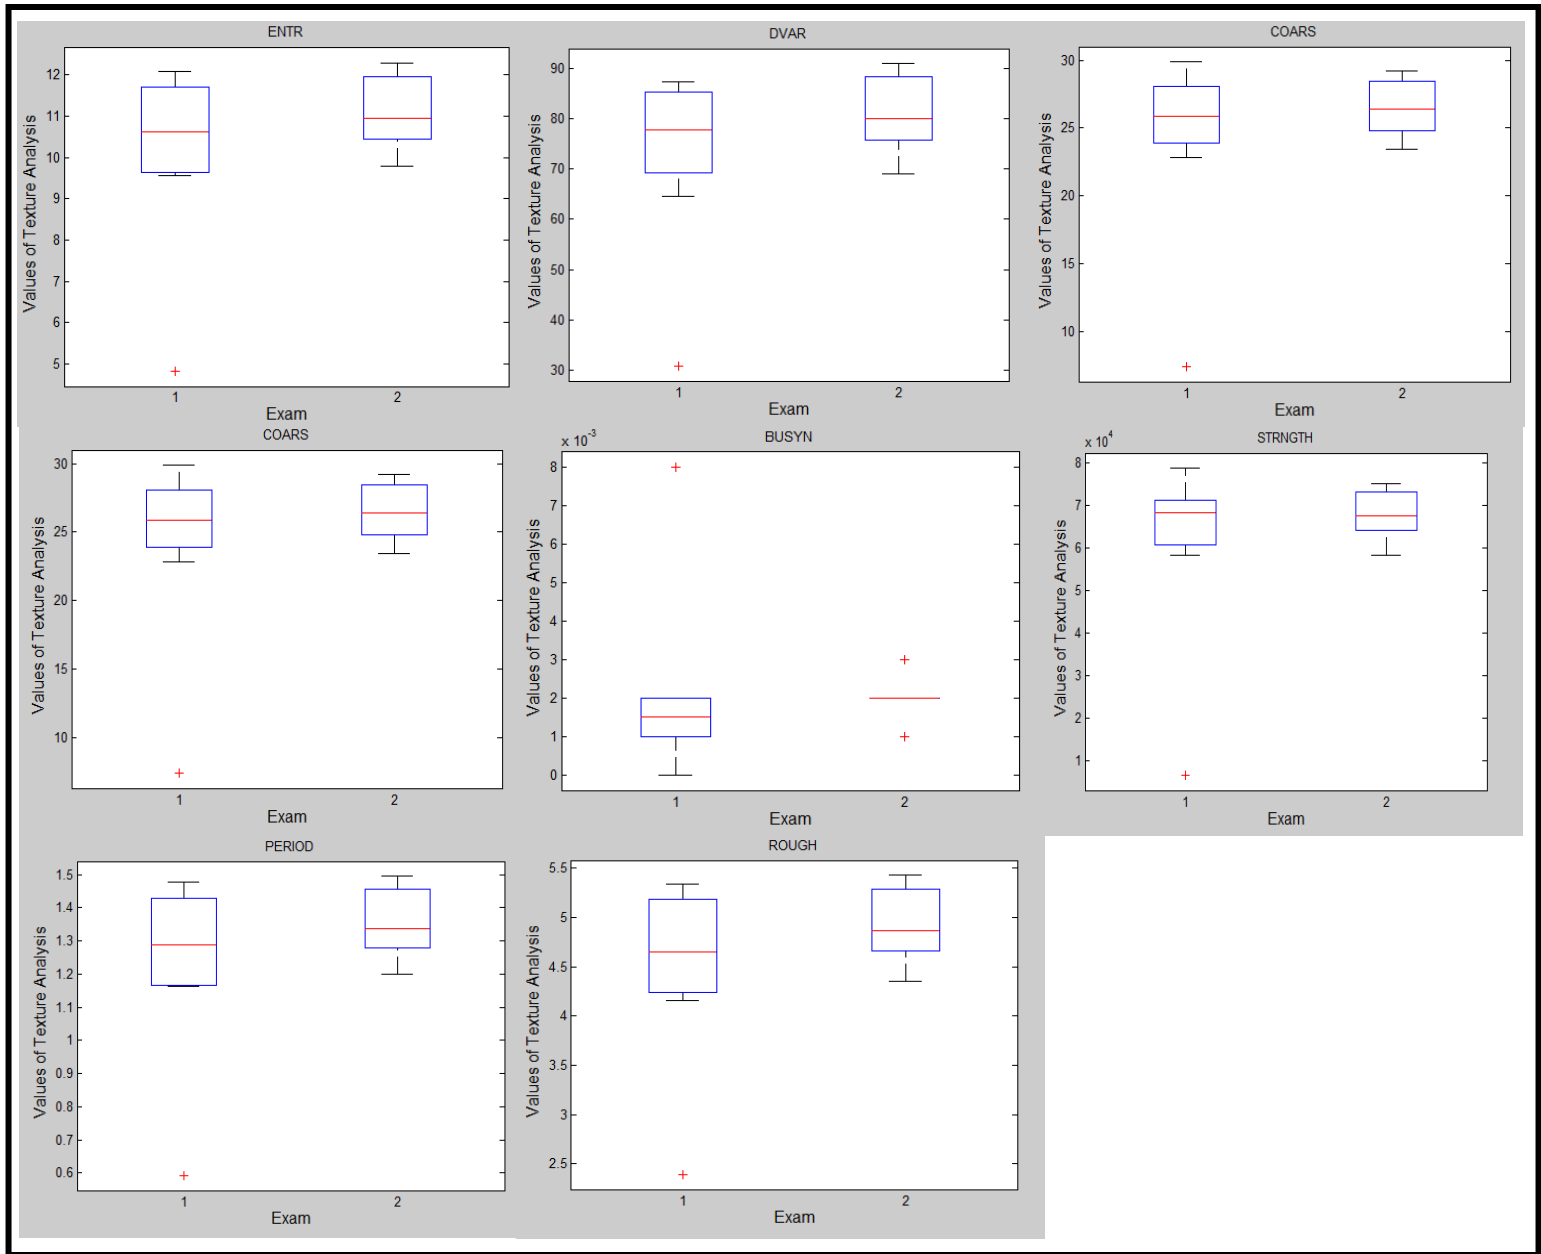 ENTR
Values of Texture Analysis
12
11
10
9
8
7
6
5
1 2
Exam
DVAR
Values of Texture Analysis
90
80
70
60
50
40
30
1 2
Exam
COARS
Values of Texture Analysis
30
25
20
15
10
1 2
Exam
COARS
Values of Texture Analysis
30
25
20
15
10
1 2
Exam
BUSYN
x 10^-3
Values of Texture Analysis
8
7
6
5
4
3
2
1
0
1 2
Exam
STRNGTH
x 10^4
Values of Texture Analysis
8
7
6
5
4
3
2
1
1 2
Exam
PERIOD
Values of Texture Analysis
1.5
1.4
1.3
1.2
1.1
1
0.9
0.8
0.7
0.6
1 2
Exam
ROUGH
Values of Texture Analysis
5.5
5
4.5
4
3.5
3
2.5
1 2
Exam